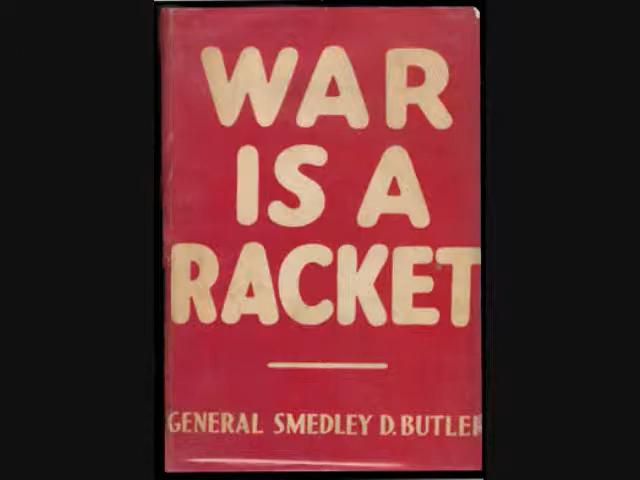 WAR
IS A
RACKET
GENERAL SMEDLEY D. BUTLER